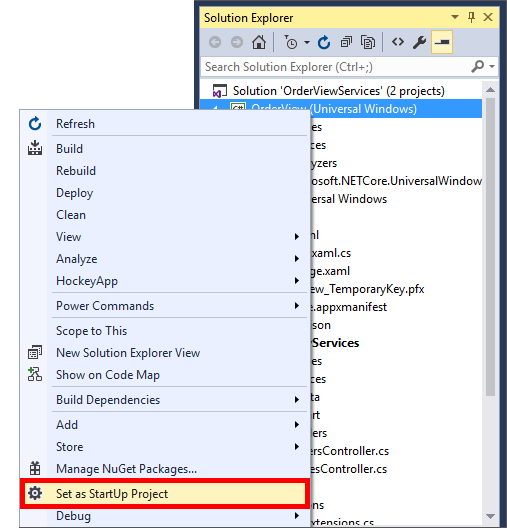 Solution Explorer
Search Solution Explorer (Ctrl+;)
Solution 'OrderViewServices' (2 projects)
C#
OrderView (Universal Windows)
es
ces
yzers
osoft.NETCore.UniversalWindow
ersal Windows
ml
.xaml.cs
ge.xaml
ew_TemporaryKey.pfx
e.appxmanifest
son
rServices
es
ces
ta
rt
ers
ersController.cs
esController.cs
ons
xtensions.cs
Refresh
Build
Rebuild
Deploy
Clean
View
Analyze
HockeyApp
Power Commands
Scope to This
New Solution Explorer View
Show on Code Map
Build Dependencies
Add
Store
Manage NuGet Packages...
Set as StartUp Project
Debug